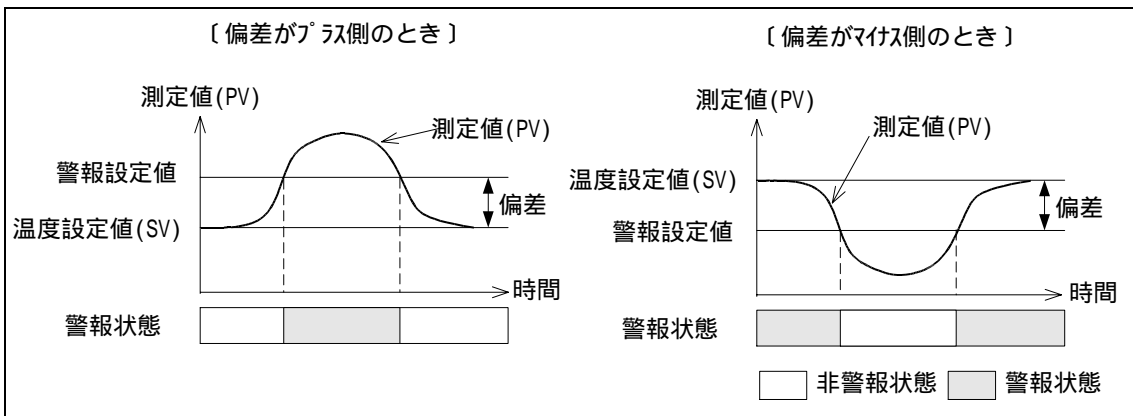 〔 偏差がﾌﾟﾗｽ側のとき 〕
測定値(PV)
測定値(PV)
警報設定値
偏差
温度設定値(SV)
時間
警報状態
〔 偏差がﾏｲﾅｽ側のとき 〕
測定値(PV)
測定値(PV)
温度設定値(SV)
偏差
警報設定値
時間
警報状態
非警報状態
警報状態